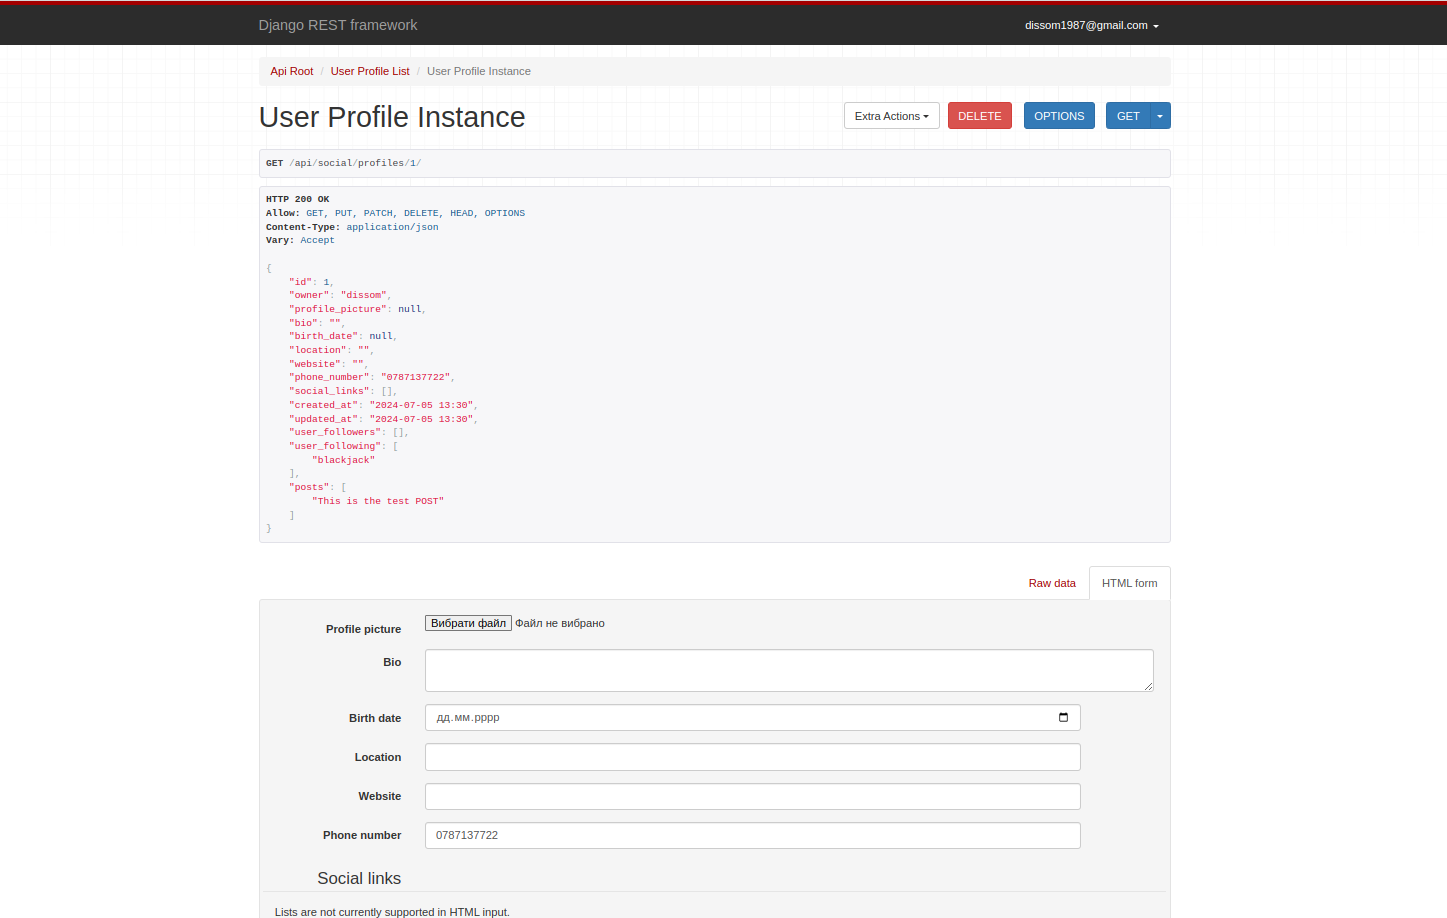 Django REST framework
dissom1987@gmail.com
Api Root / User Profile List / User Profile Instance
User Profile Instance
Extra Actions
DELETE
OPTIONS
GET
GET /api/social/profiles/1/
HTTP 200 OK
Allow: GET, PUT, PATCH, DELETE, HEAD, OPTIONS
Content-Type: application/json
Vary: Accept
{
    "id": 1,
    "owner": "dissom",
    "profile_picture": null,
    "bio": "",
    "birth_date": null,
    "location": "",
    "website": "",
    "phone_number": "0787137722",
    "social_links": [],
    "created_at": "2024-07-05 13:30",
    "updated_at": "2024-07-05 13:30",
    "user_followers": [],
    "user_following": [
        "blackjack"
    ],
    "posts": [
        "This is the test POST"
    ]
}
Raw data
HTML form
Profile picture
Вибрати файл Файл не вибрано
Bio
Birth date
дд.мм.рррр
Location
Website
Phone number
0787137722
Social links
Lists are not currently supported in HTML input.